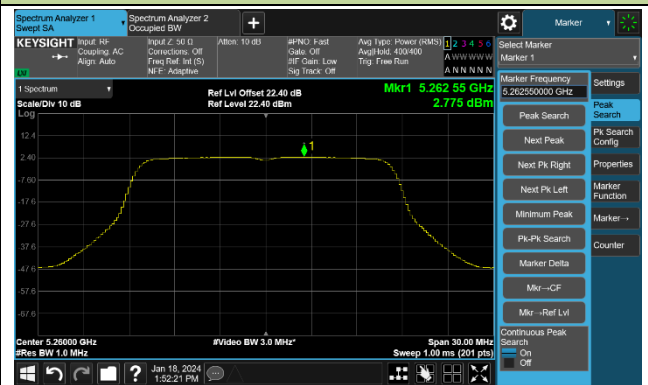 Spectrum Analyzer 1
Swept SA
Spectrum Analyzer 2
Occupied BW
+
Marker
KEYSIGHT
Input: RF
Coupling: AC
Align: Auto
Input Z: 50 Ω
Corrections: Off
Freq Ref: Int (S)
NFE: Adaptive
Atten: 10 dB
#PNO: Fast
Gate: Off
#IF Gain: Low
Sig Track: Off
Avg Type: Power (RMS)
Avg|Hold: 400/400
Trig: Free Run
1 2 3 4 5 6
A W W W W W
A N N N N N
LXI
Select Marker
Marker 1
1 Spectrum
Scale/Div 10 dB
Log
Ref Lvl Offset 22.40 dB
Ref Level 22.40 dBm
Mkr1 5.262 55 GHz
2.775 dBm
12.4
2.40
-7.60
-17.6
-27.6
-37.6
-47.6
-57.6
-67.6
1
Center 5.26000 GHz
#Res BW 1.0 MHz
#Video BW 3.0 MHz*
Span 30.00 MHz
Sweep 1.00 ms (201 pts)
Marker Frequency
5.262550000 GHz
Peak Search
Next Peak
Next Pk Right
Next Pk Left
Minimum Peak
Pk-Pk Search
Marker Delta
Mkr→CF
Mkr→Ref Lvl
Continuous Peak
Search
On
Off
Settings
Peak
Search
Pk Search
Config
Properties
Marker
Function
Marker→
Counter
?
Jan 18, 2024
1:52:21 PM